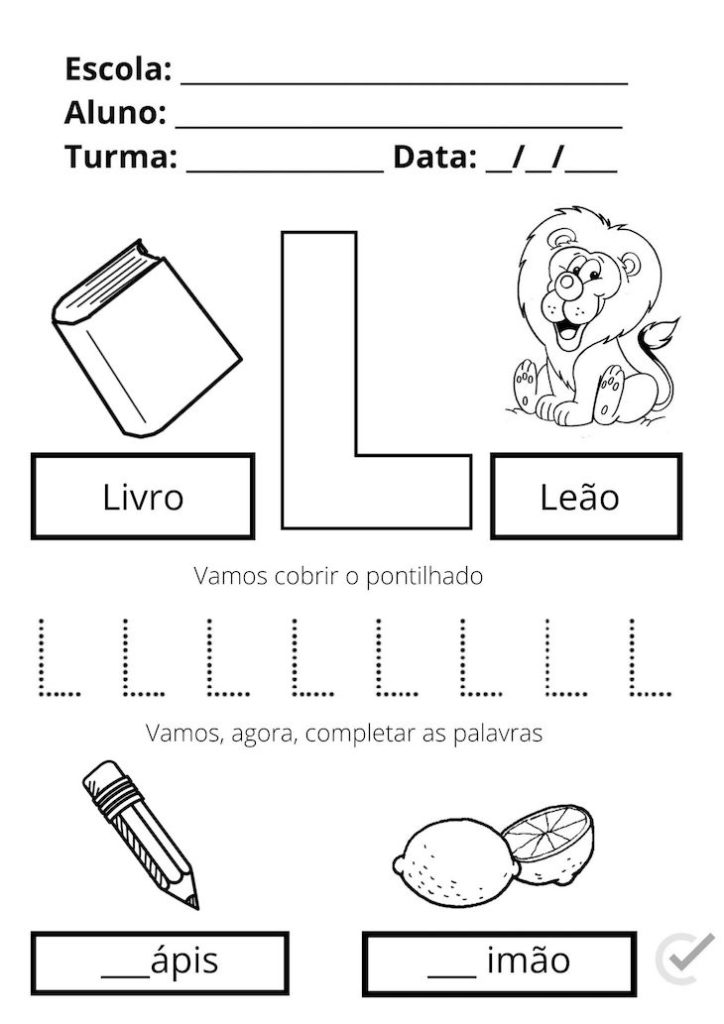 Escola: ______________________________
Aluno: ______________________________
Turma: _____________ Data: __/__/____
L
Livro
Leão
Vamos cobrir o pontilhado
L L L L L L L L
Vamos, agora, completar as palavras
___ápis
___ imão